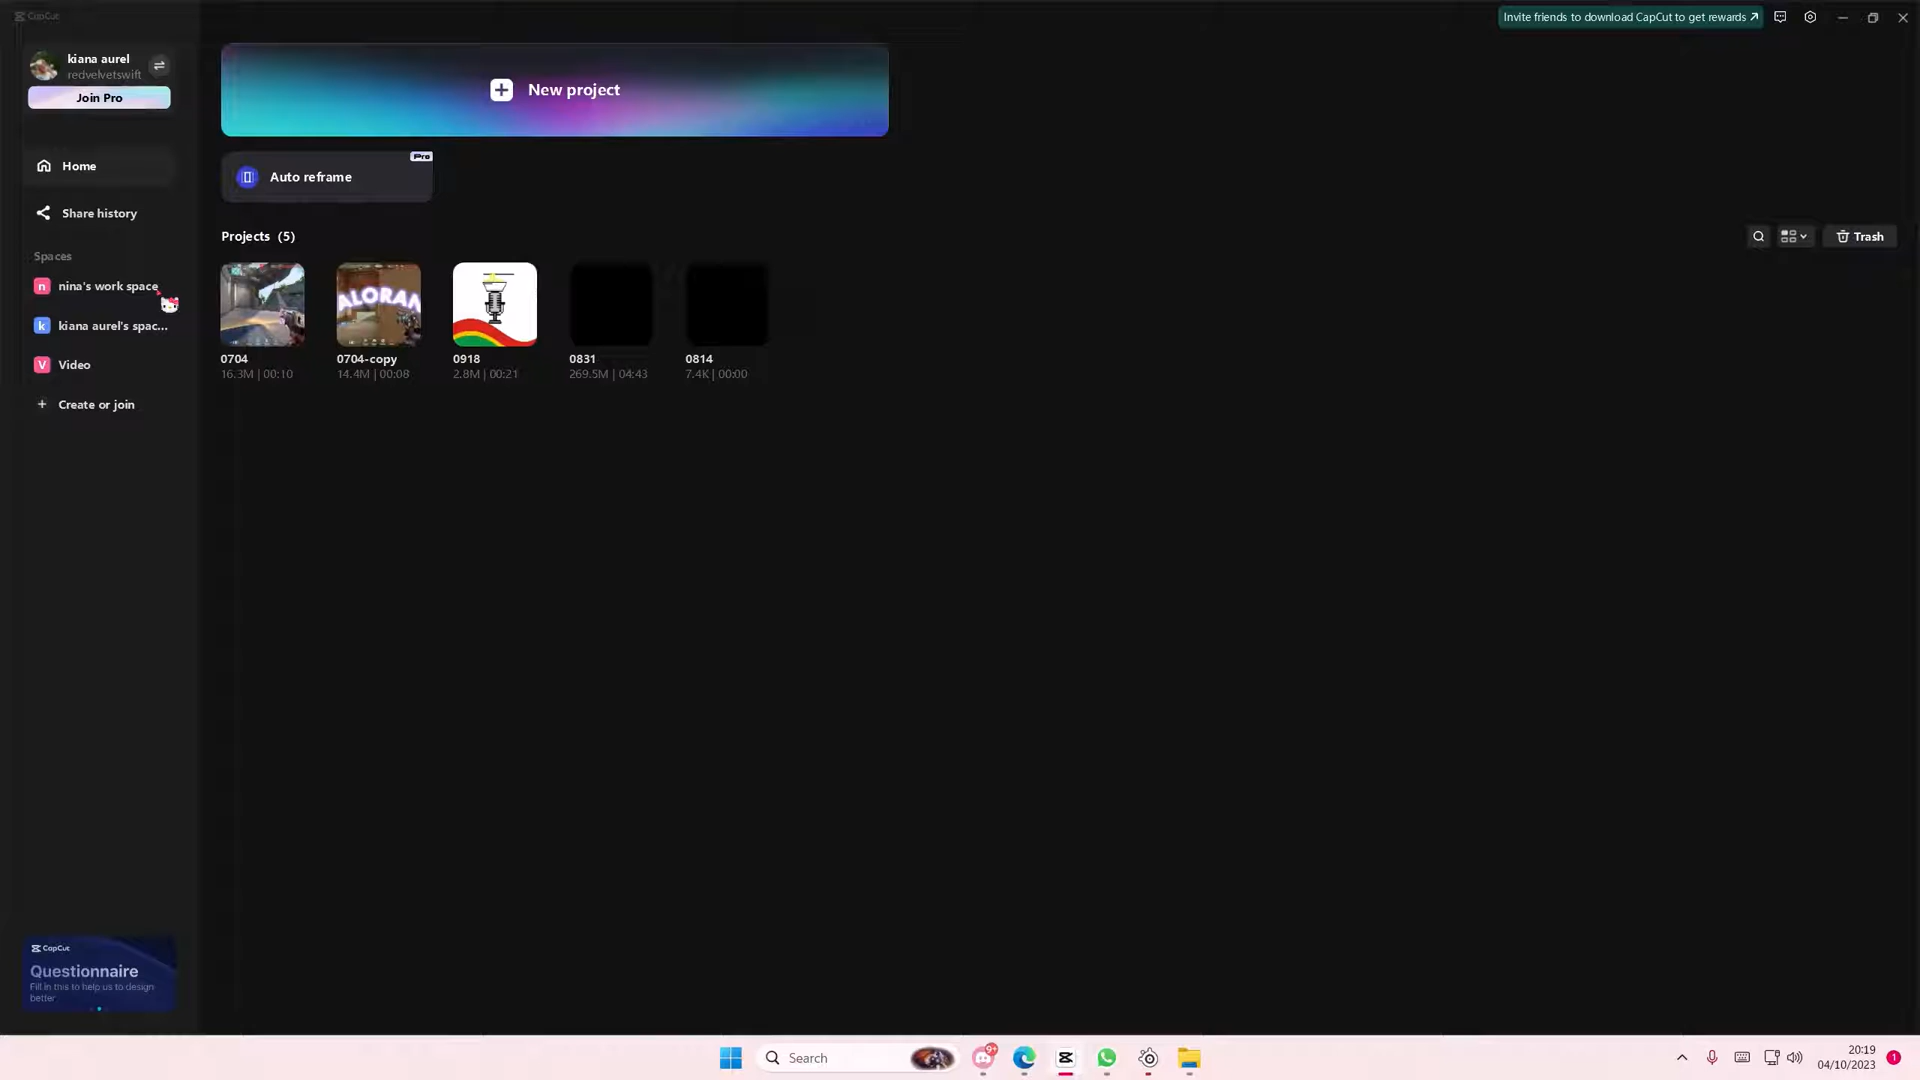 CapCut
Invite friends to download CapCut to get rewards
kiana aurel
redvelvetswift
Join Pro
New project
Pro
Auto reframe
Home
Share history
Projects (5)
Trash
Spaces
n nina's work space
k kiana aurel's spac...
V Video
+ Create or join
ALORAN
0704
16.3M | 00:10
0704-copy
14.4M | 00:08
0918
2.8M | 00:21
0831
269.5M | 04:43
0814
7.4K | 00:00
CapCut
Questionnaire
Fill in this to help us to design
better
Search
9+
20:19
04/10/2023
1